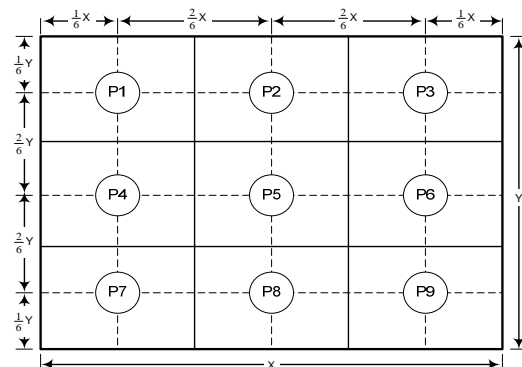 1/6 X 2/6 X 2/6 X 1/6 X
1/6 Y
P1 P2 P3
2/6 Y
P4 P5 P6 Y
2/6 Y
P7 P8 P9
1/6 Y
X